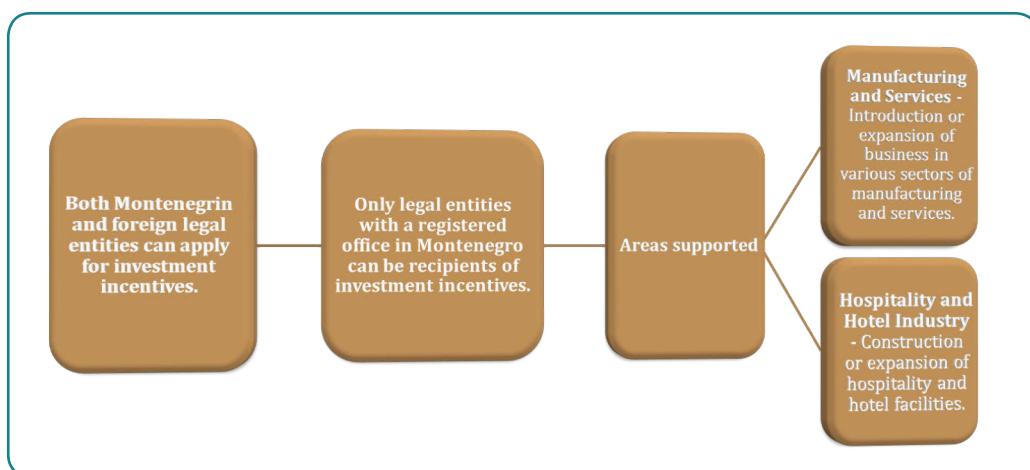 Both Montenegrin
and foreign legal
entities can apply
for investment
incentives.
Only legal entities
with a registered
office in Montenegro
can be recipients of
investment incentives.
Areas supported
Manufacturing
and Services -
Introduction or
expansion of
business in
various sectors of
manufacturing
and services.
Hospitality and
Hotel Industry
- Construction
or expansion of
hospitality and
hotel facilities.